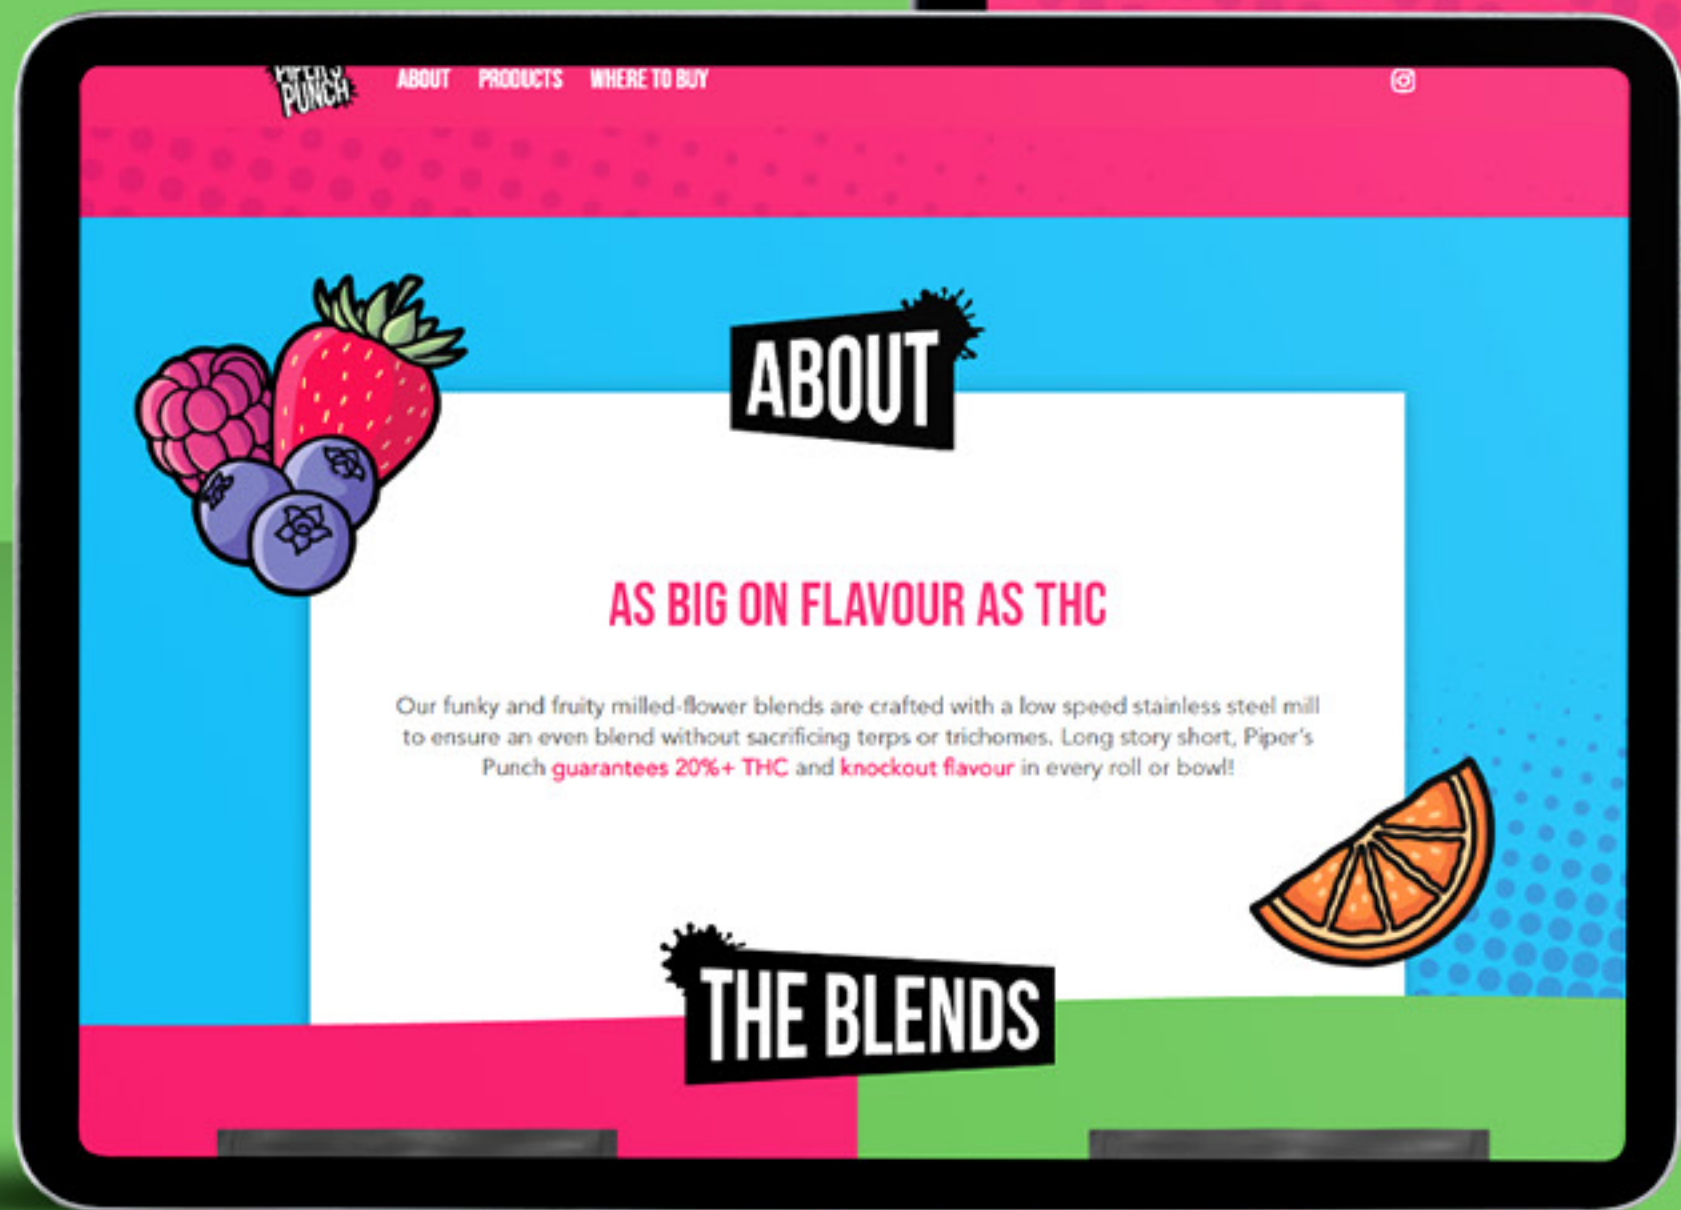 PIPER'S
PUNCH
ABOUT PRODUCTS WHERE TO BUY
ABOUT
AS BIG ON FLAVOUR AS THC
Our funky and fruity milled-flower blends are crafted with a low speed stainless steel mill
to ensure an even blend without sacrificing terps or trichomes. Long story short, Piper's
Punch guarantees 20%+ THC and knockout flavour in every roll or bowl!
THE BLENDS